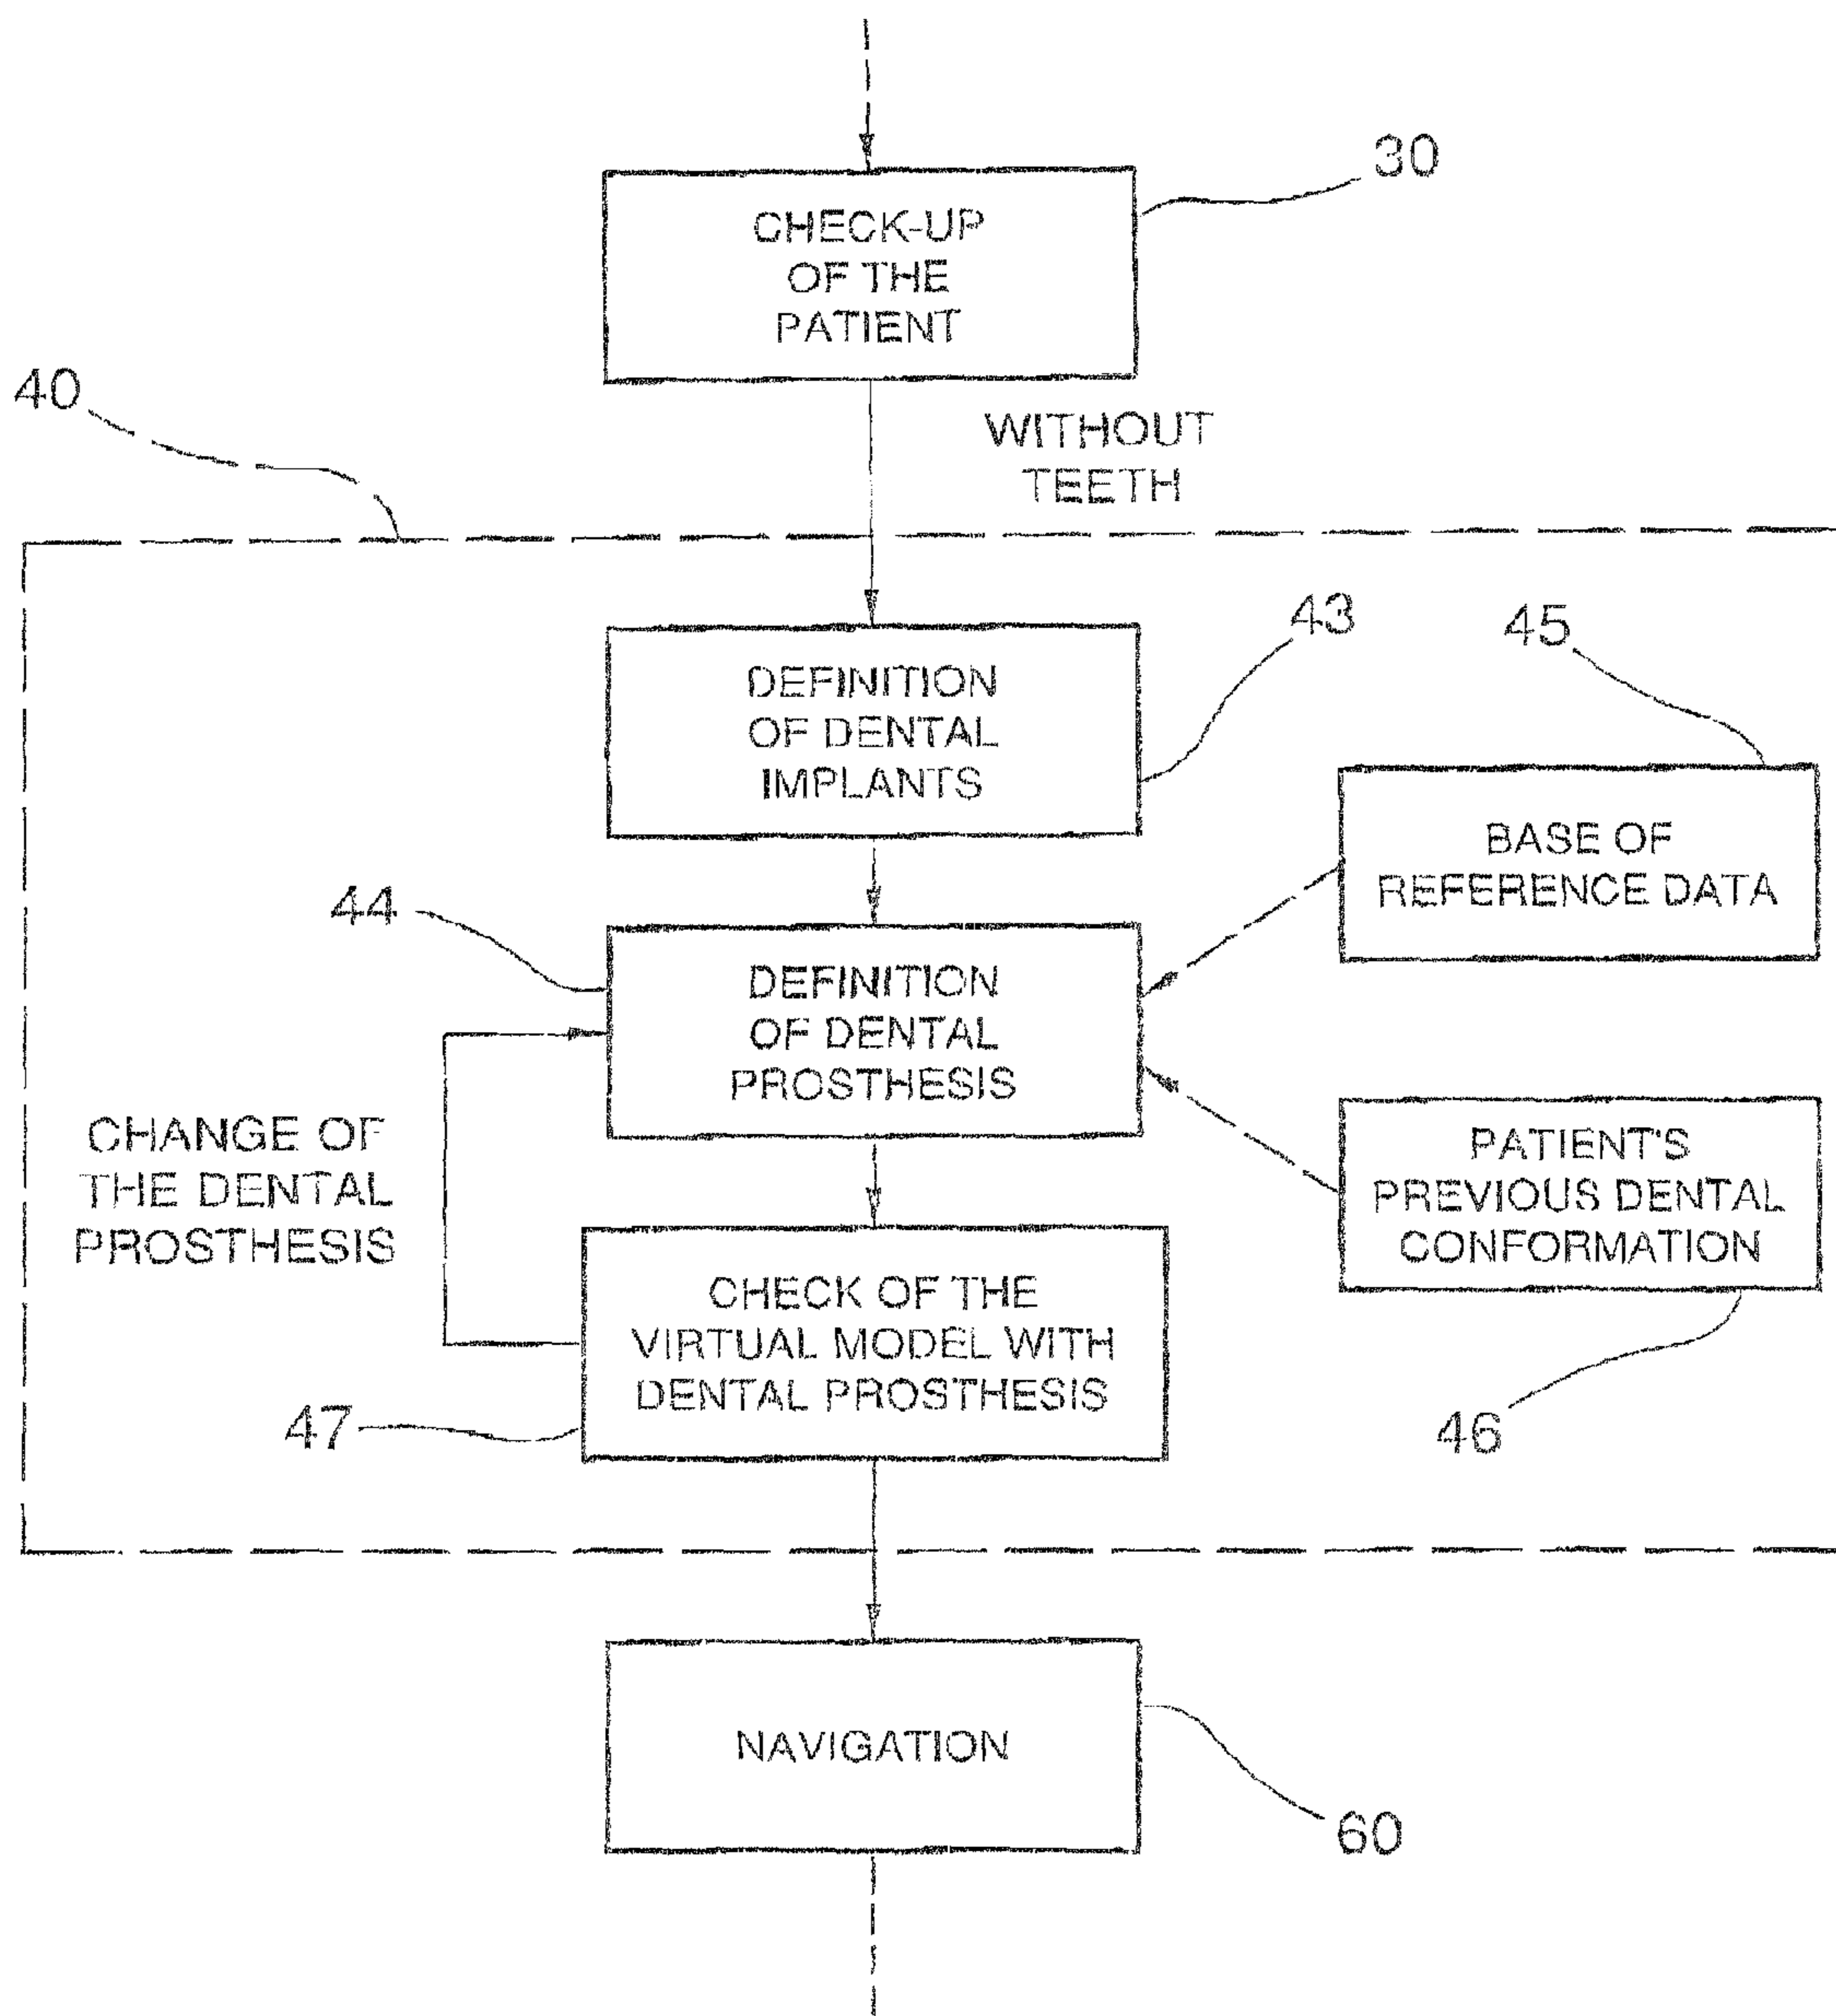 30
CHECK-UP
OF THE
PATIENT
40
WITHOUT
TEETH
43
45
DEFINITION
OF DENTAL
IMPLANTS
BASE OF
REFERENCE DATA
44
DEFINITION
OF DENTAL
PROSTHESIS
CHANGE OF
THE DENTAL
PROSTHESIS
PATIENT'S
PREVIOUS DENTAL
CONFORMATION
CHECK OF THE
VIRTUAL MODEL WITH
DENTAL PROSTHESIS
47
46
NAVIGATION
60